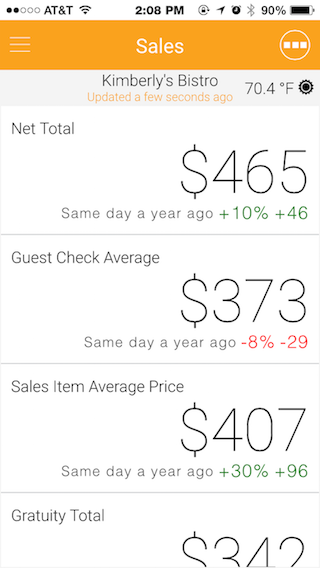 AT&T 2:08 PM 90%
Sales
Kimberly's Bistro
Updated a few seconds ago
70.4 °F
Net Total
$465
Same day a year ago +10% +46
Guest Check Average
$373
Same day a year ago -8% -29
Sales Item Average Price
$407
Same day a year ago +30% +96
Gratuity Total
$342